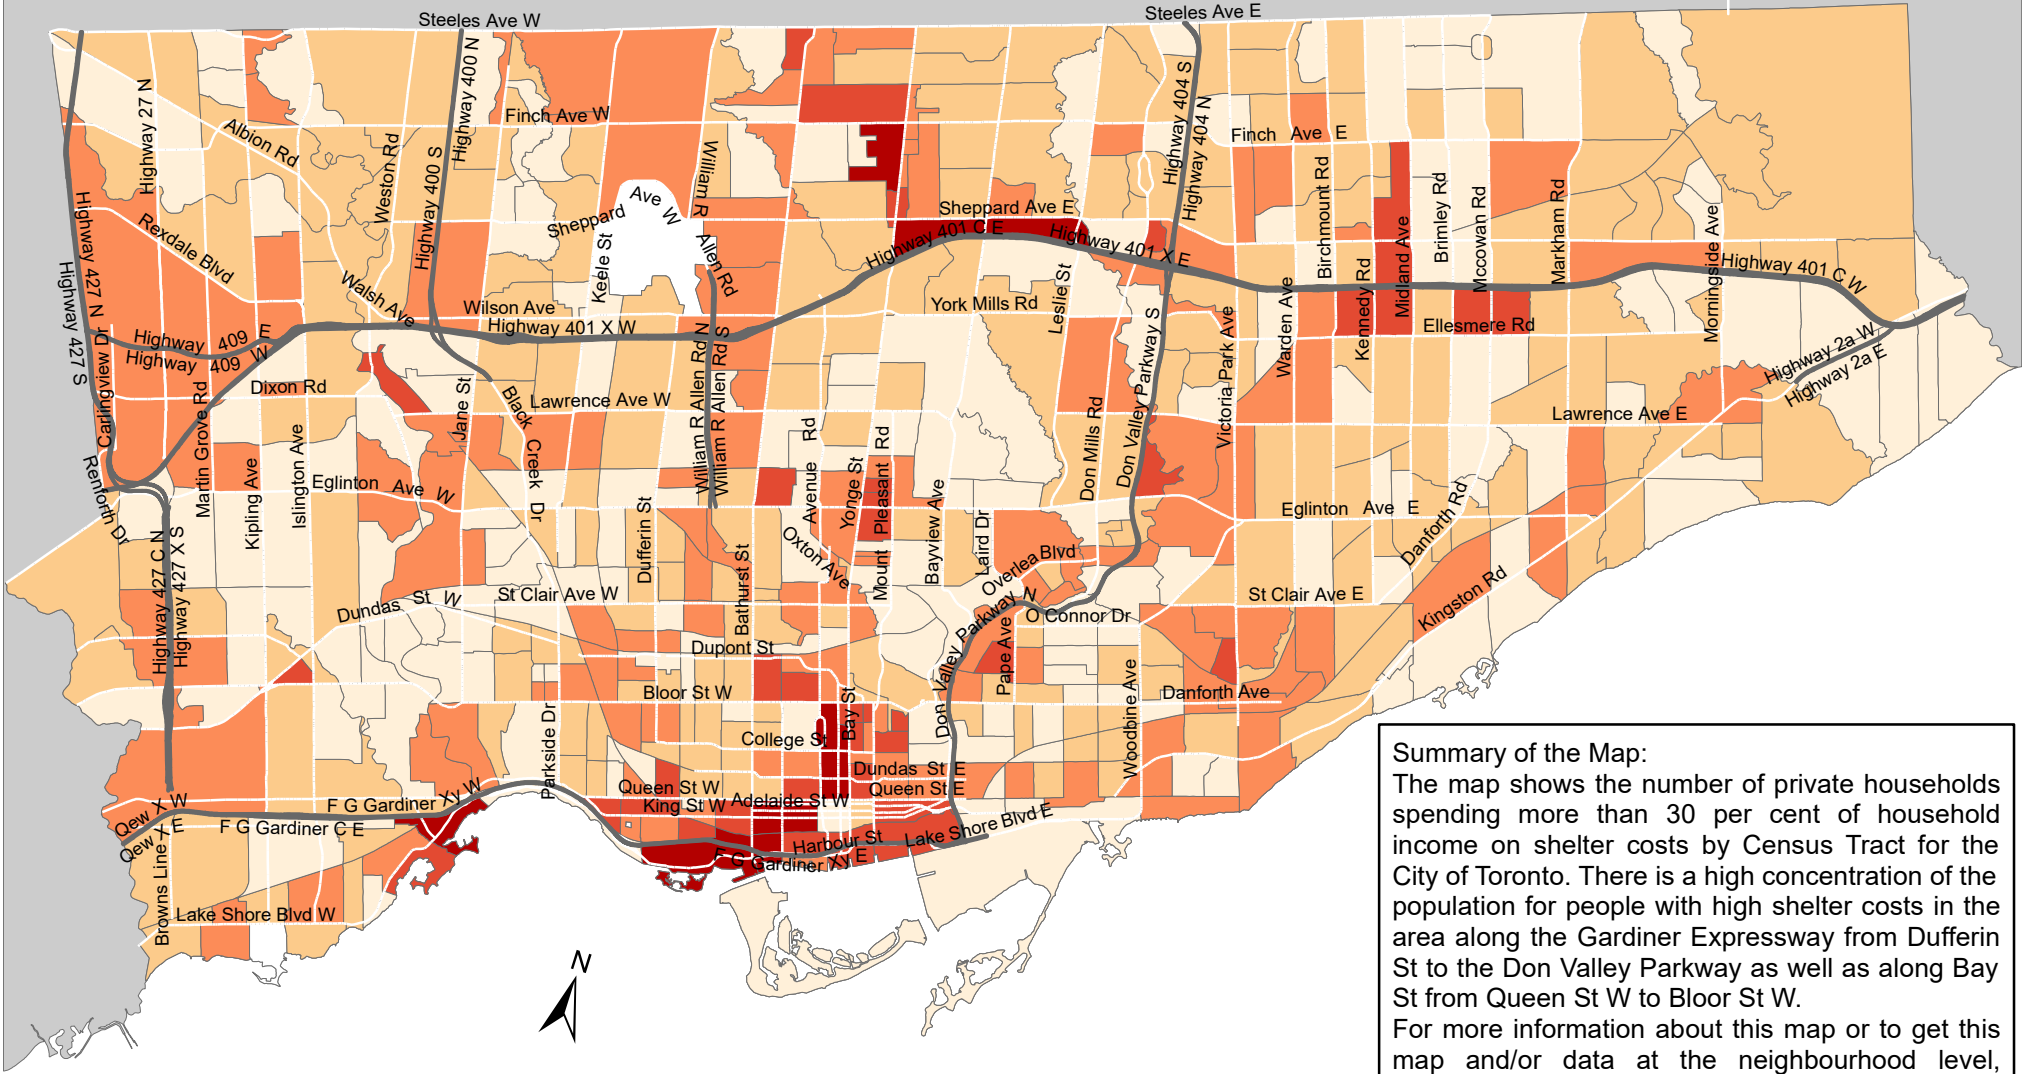 Steeles Ave W
Steeles Ave E
Highway 27 N
Highway 400 N
Highway 404 S
Finch Ave W
Albion Rd
Weston Rd
Highway 400 S
William R
Allen Rd
Highway 404 N
Finch Ave E
Highway 427 N
Rexdale Blvd
Sheppard Ave W
Keele St
Sheppard Ave E
Highway 401 C E
Highway 401 X E
Birchmount Rd
Midland Ave
Brimley Rd
Mccowan Rd
Markham Rd
Morningside Ave
Highway 401 C W
Highway 427 S
Walsh Ave
Wilson Ave
Highway 401 X W
York Mills Rd
Leslie St
Warden Ave
Kennedy Rd
Ellesmere Rd
Highway 2a W
Highway 2a E
Highway 409 E
Highway 409 W
Carlingview Dr
Dixon Rd
Martin Grove Rd
Jane St
Black Creek Dr
Lawrence Ave W
William R Allen Rd N
William R Allen Rd S
Avenue Rd
Don Mills Rd
Don Valley Parkway S
Victoria Park Ave
Lawrence Ave E
Renforth Dr
Kipling Ave
Islington Ave
Eglinton Ave W
Dufferin St
Bathurst St
Yonge St
Mount Pleasant Rd
Bayview Ave
Laird Dr
Eglinton Ave E
Danforth Rd
Highway 427 C N
Highway 427 X S
Oxton Ave
Overlea Blvd
Dundas St W
St Clair Ave W
Don Valley Parkway N
O Connor Dr
St Clair Ave E
Kingston Rd
Dupont St
Pape Ave
Woodbine Ave
Bloor St W
Bay St
Danforth Ave
Parkside Dr
College St
Dundas St E
Queen St W
Queen St E
King St W
Adelaide St W
Qew X W
Qew X E
F G Gardiner Xy W
F G Gardiner C E
Harbour St
Lake Shore Blvd E
F G Gardiner Xy E
Browns Line
Lake Shore Blvd W
N
Summary of the Map:
The map shows the number of private households
spending more than 30 per cent of household
income on shelter costs by Census Tract for the
City of Toronto. There is a high concentration of the
population for people with high shelter costs in the
area along the Gardiner Expressway from Dufferin
St to the Don Valley Parkway as well as along Bay
St from Queen St W to Bloor St W.
For more information about this map or to get this
map and/or data at the neighbourhood level,